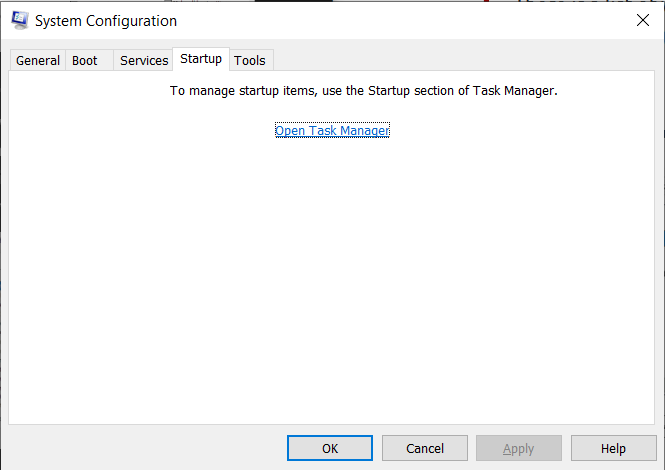 System Configuration
General Boot Services Startup Tools
To manage startup items, use the Startup section of Task Manager.
Open Task Manager
OK Cancel Apply Help